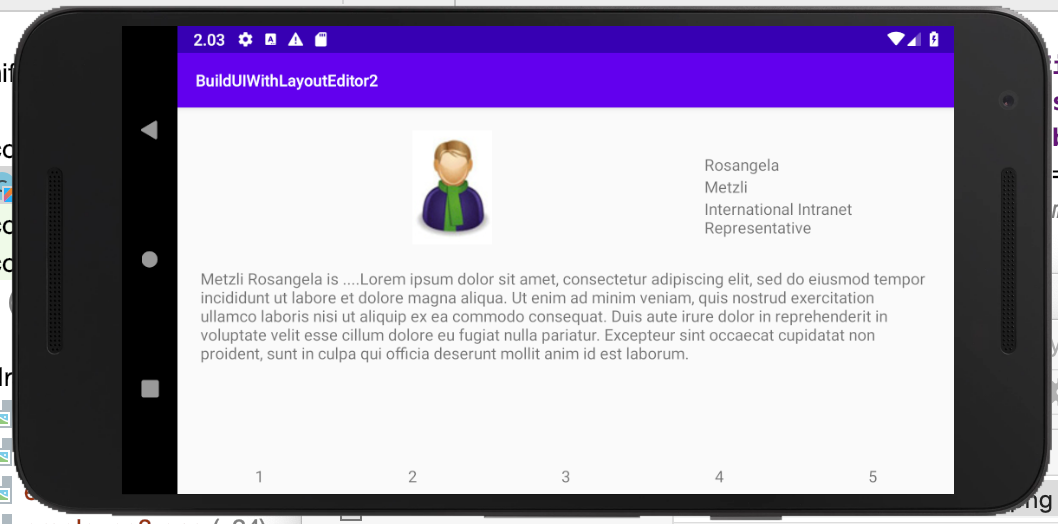 2.03
BuildUIWithLayoutEditor2
Rosangela
Metzli
International Intranet
Representative
Metzli Rosangela is ....Lorem ipsum dolor sit amet, consectetur adipiscing elit, sed do eiusmod tempor
incididunt ut labore et dolore magna aliqua. Ut enim ad minim veniam, quis nostrud exercitation
ullamco laboris nisi ut aliquip ex ea commodo consequat. Duis aute irure dolor in reprehenderit in
voluptate velit esse cillum dolore eu fugiat nulla pariatur. Excepteur sint occaecat cupidatat non
proident, sunt in culpa qui officia deserunt mollit anim id est laborum.
1 2 3 4 5